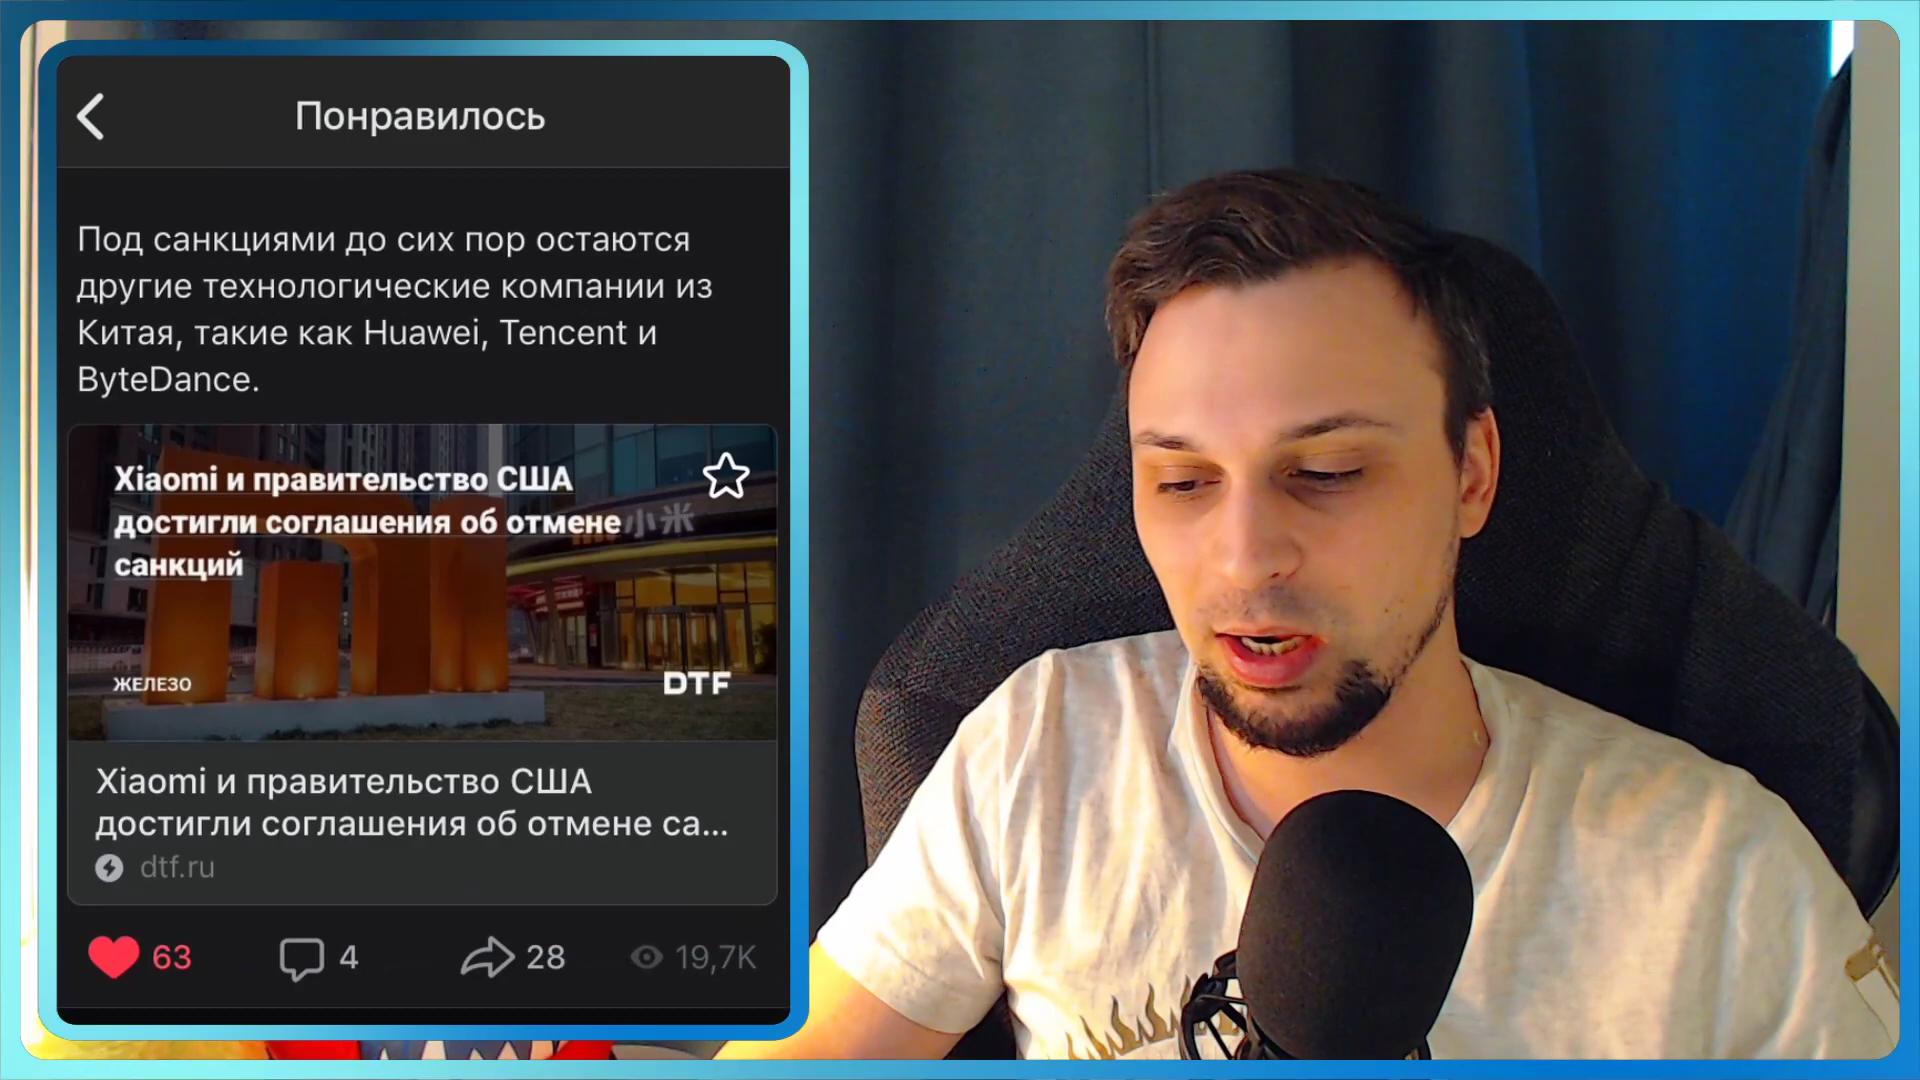 Понравилось
Под санкциями до сих пор остаются
другие технологические компании из
Китая, такие как Huawei, Tencent и
ByteDance.
Xiaomi и правительство США
достигли соглашения об отмене
санкций
小米
ЖЕЛЕЗО
DTF
Xiaomi и правительство США
достигли соглашения об отмене са...
dtf.ru
63
4
28
19,7K